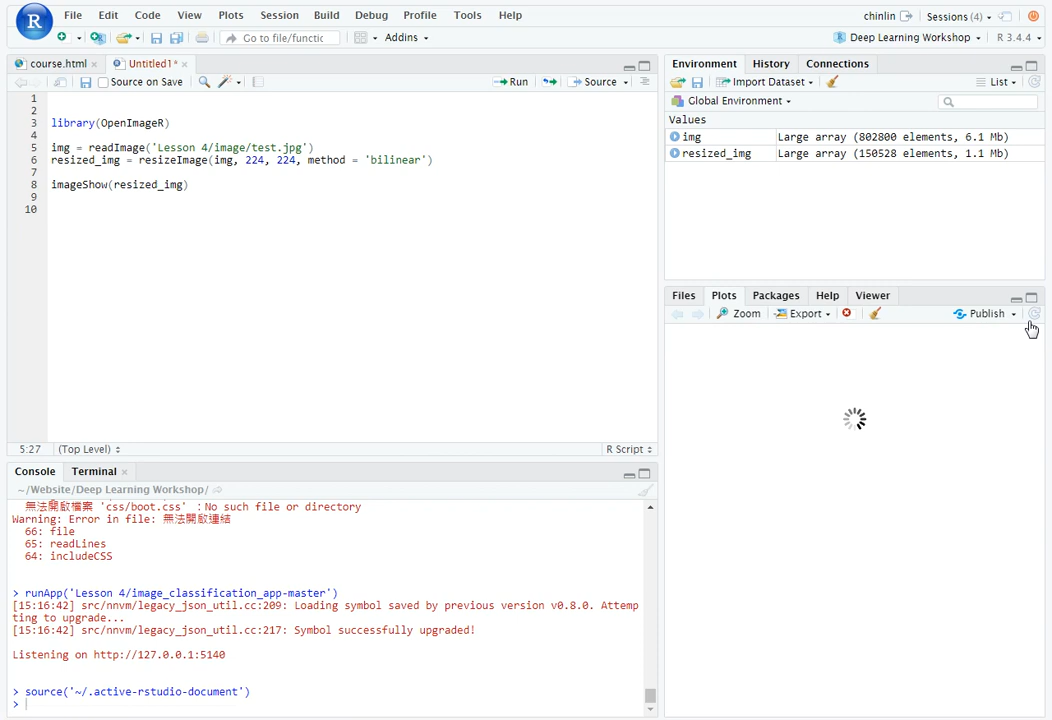 File Edit Code View Plots Session Build Debug Profile Tools Help chinlin Sessions (4)
R Go to file/functic Addins Deep Learning Workshop R 3.4.4
course.html Untitled1*
Source on Save Run Source
1
2
3 library(OpenImageR)
4
5 img = readImage('Lesson 4/image/test.jpg')
6 resized_img = resizeImage(img, 224, 224, method = 'bilinear')
7
8 imageShow(resized_img)
9
10
5:27 (Top Level) R Script
Console Terminal
~/Website/Deep Learning Workshop/
無法開啟檔案 'css/boot.css' :No such file or directory
Warning: Error in file: 無法開啟連結
66: file
65: readLines
64: includeCSS
> runApp('Lesson 4/image_classification_app-master')
[15:16:42] src/nnvm/legacy_json_util.cc:209: Loading symbol saved by previous version v0.8.0. Attemp
ting to upgrade...
[15:16:42] src/nnvm/legacy_json_util.cc:217: Symbol successfully upgraded!
Listening on http://127.0.0.1:5140
> source('~/.active-rstudio-document')
>
Environment History Connections
Import Dataset List
Global Environment
Values
img Large array (802800 elements, 6.1 Mb)
resized_img Large array (150528 elements, 1.1 Mb)
Files Plots Packages Help Viewer
Zoom Export Publish